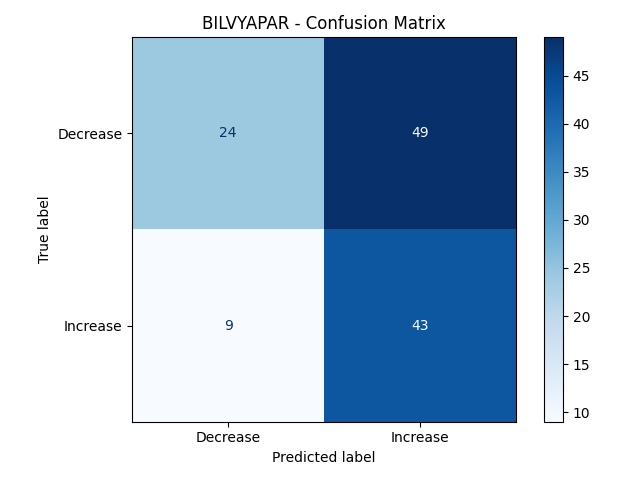 BILVYAPAR - Confusion Matrix
Decrease
24
49
Increase
9
43
True label
Decrease
Increase
Predicted label
45
40
35
30
25
20
15
10